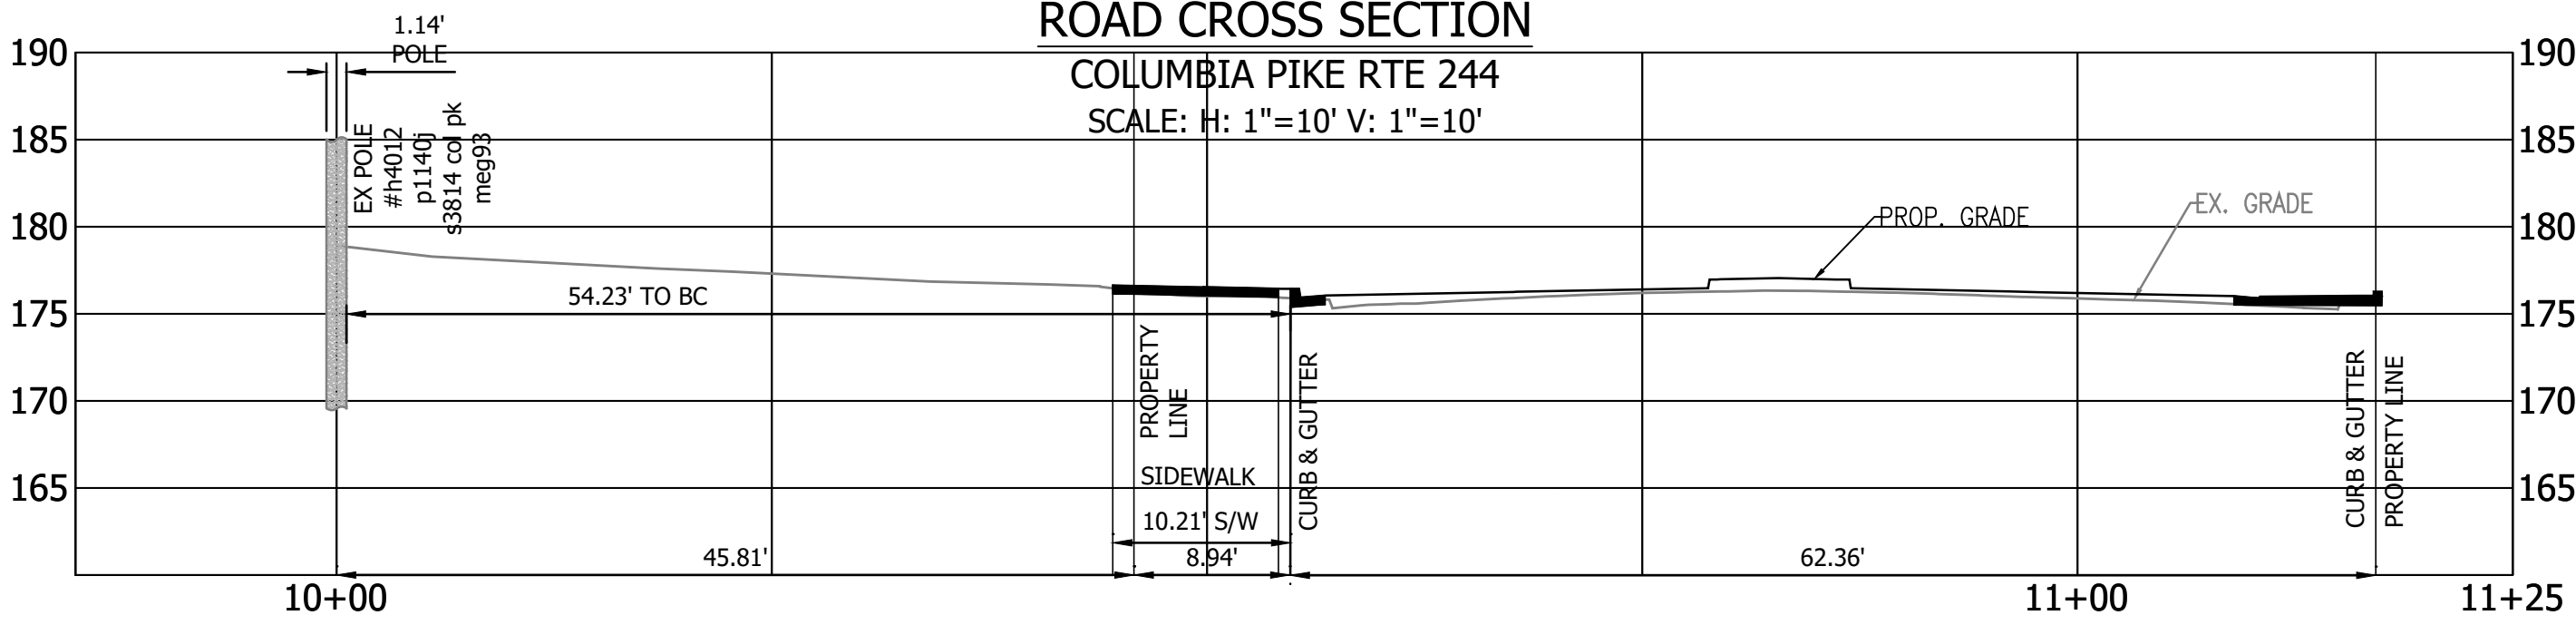 ROAD CROSS SECTION
COLUMBIA PIKE RTE 244
SCALE: H: 1"=10' V: 1"=10'
1.14'
POLE
190
190
185
185
180
180
175
175
170
170
165
165
EX POLE
#h4012
p1140j
s3814 col pk
meg93
PROP. GRADE
EX. GRADE
54.23' TO BC
PROPERTY
LINE
SIDEWALK
CURB & GUTTER
CURB & GUTTER
PROPERTY LINE
10.21' S/W
45.81'
8.94'
62.36'
10+00
11+00
11+25